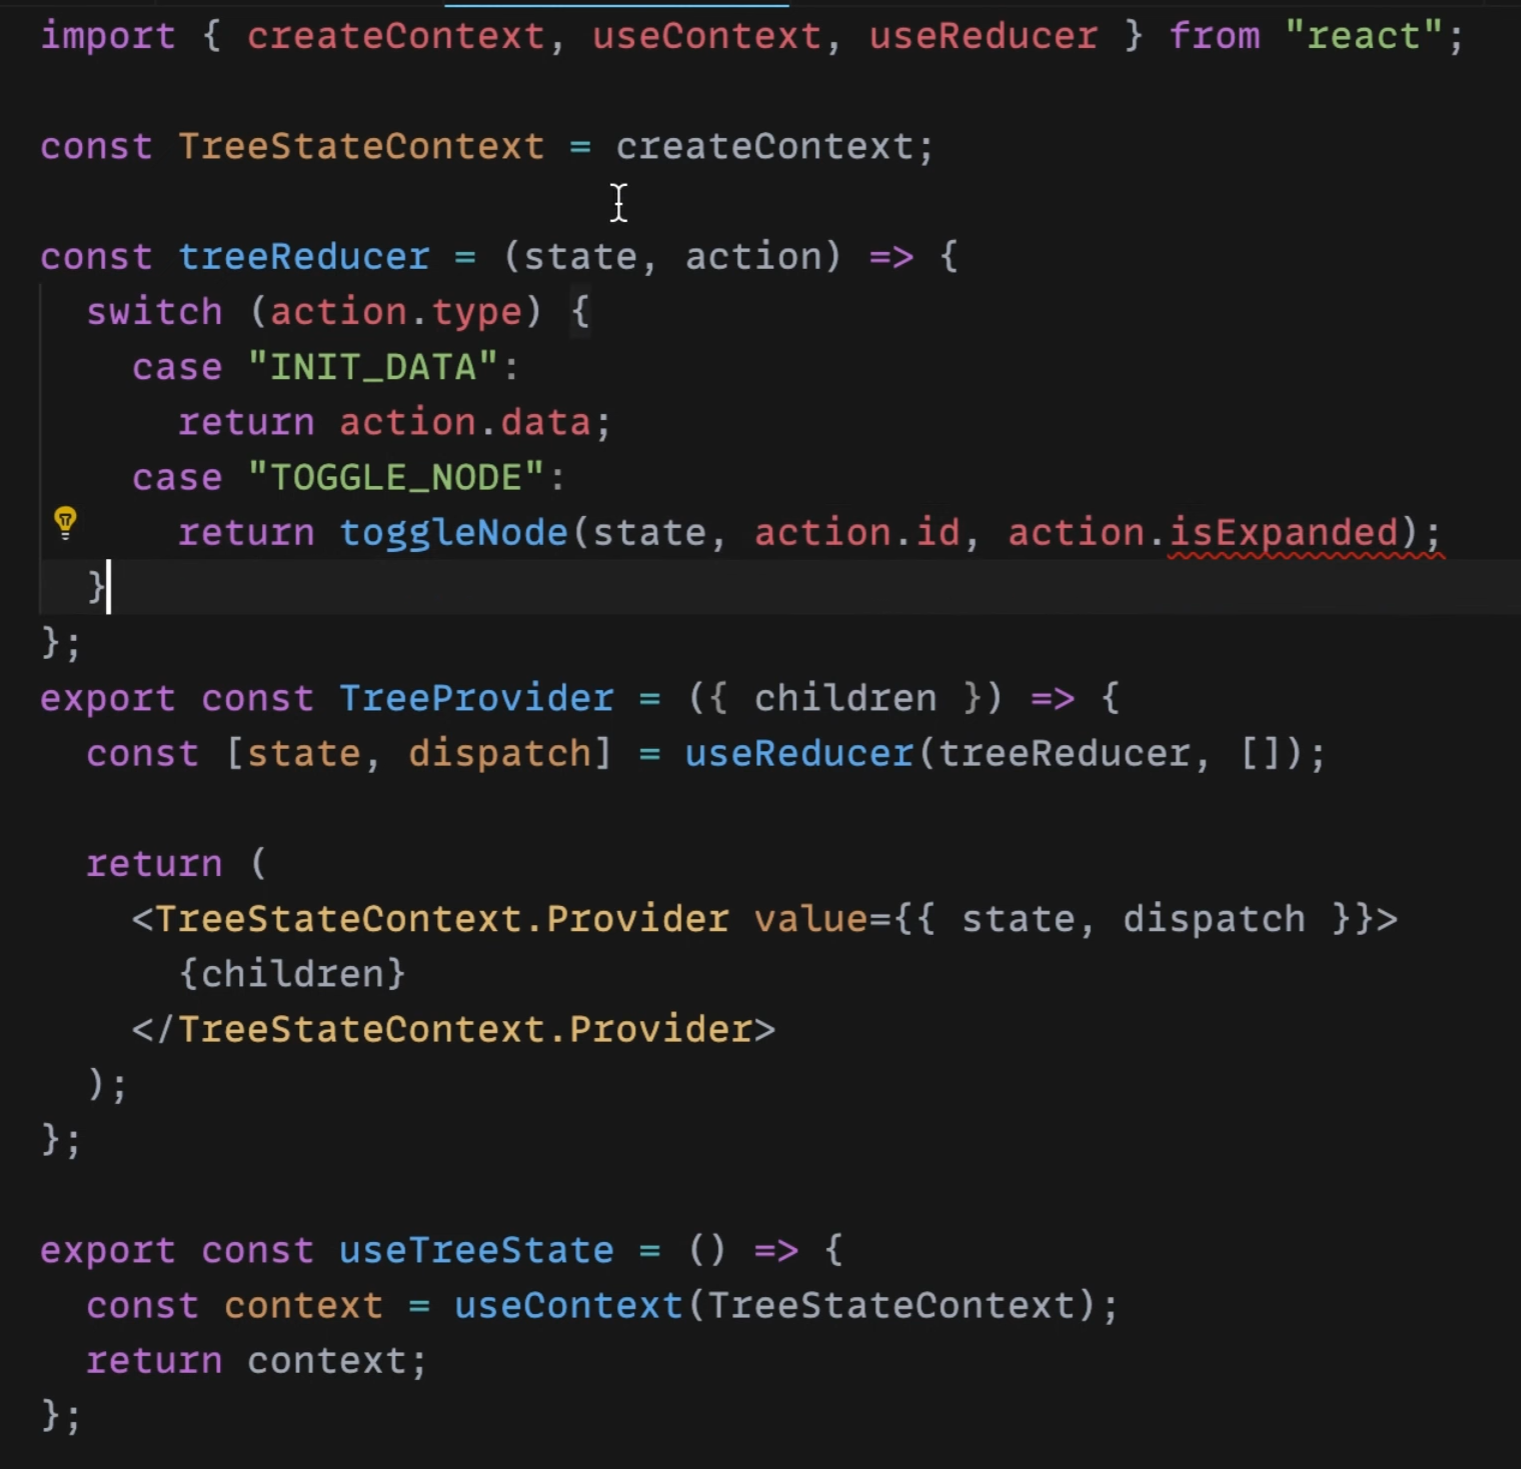 import { createContext, useContext, useReducer } from "react";
const TreeStateContext = createContext;
const treeReducer = (state, action) => {
switch (action.type) {
case "INIT_DATA":
return action.data;
case "TOGGLE_NODE":
return toggleNode(state, action.id, action.isExpanded);
}
};
export const TreeProvider = ({ children }) => {
const [state, dispatch] = useReducer(treeReducer, []);
return (
<TreeStateContext.Provider value={{ state, dispatch }}>
{children}
</TreeStateContext.Provider>
);
};
export const useTreeState = () => {
const context = useContext(TreeStateContext);
return context;
};